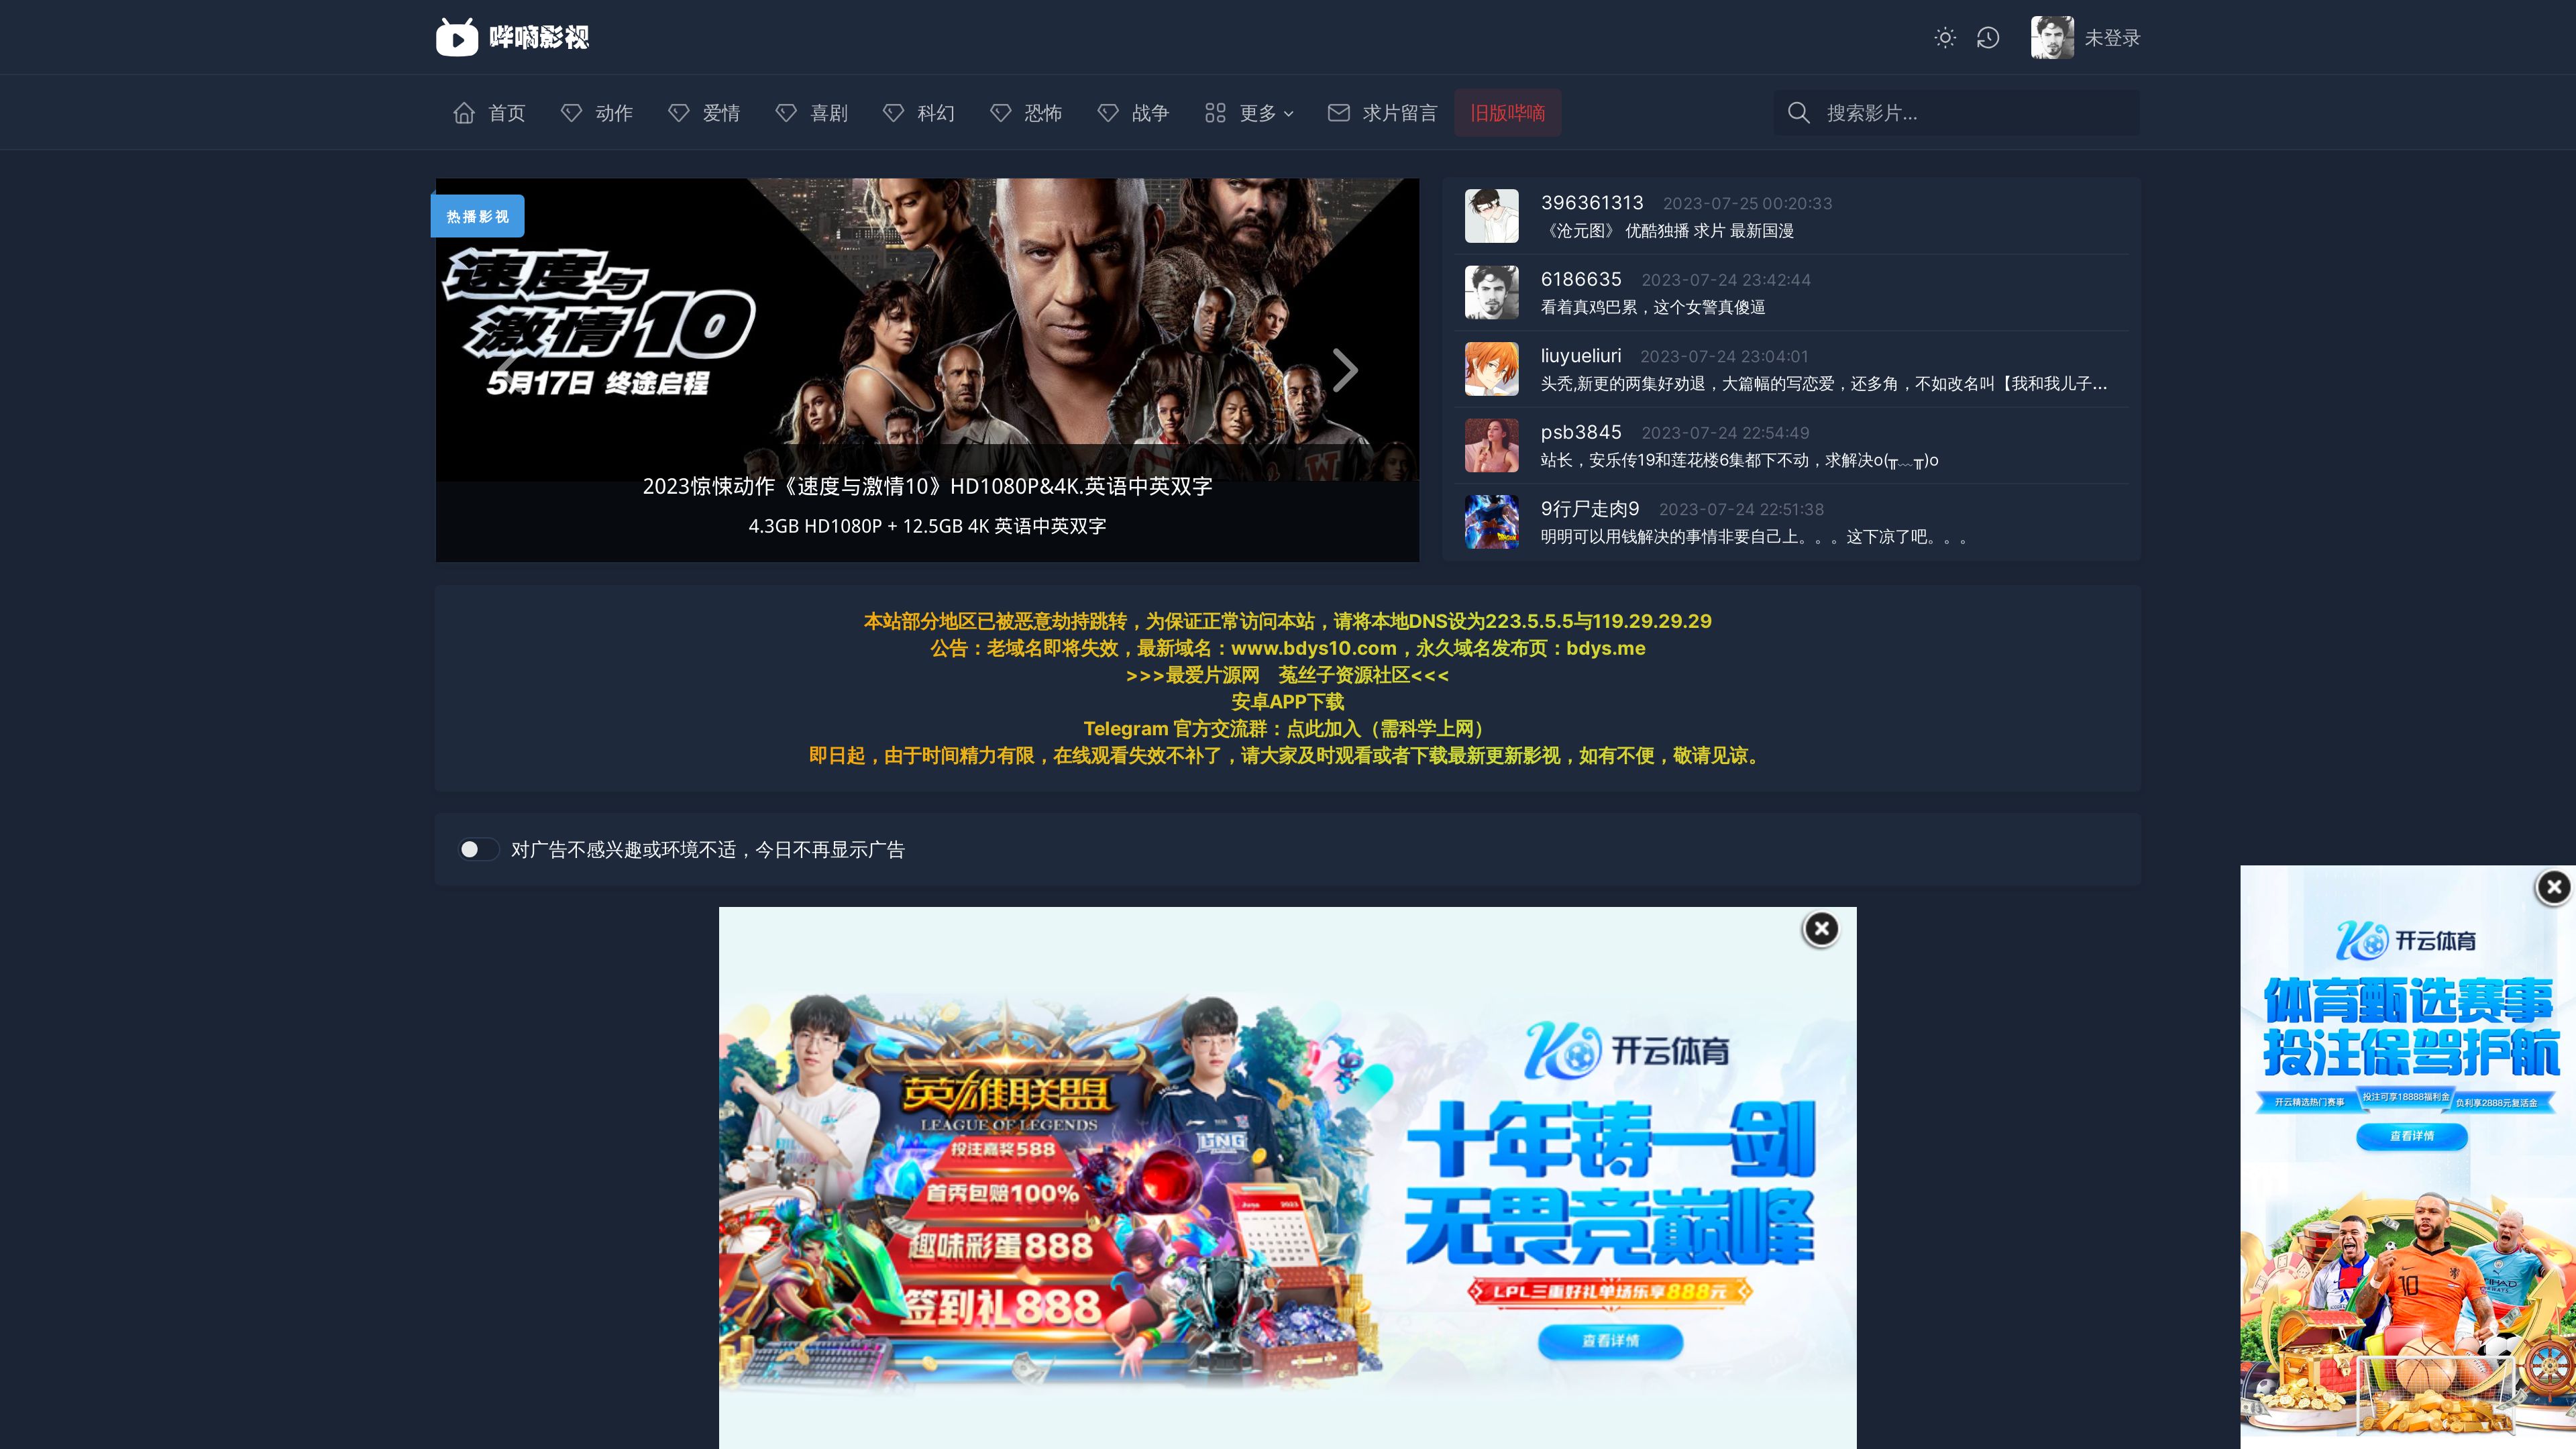 哔嘀影视
未登录
首页 动作 爱情 喜剧 科幻 恐怖 战争 更多 求片留言 旧版哔嘀
搜索影片...
热播影视
速度与
激情10
5月17日 终途启程
2023惊悚动作《速度与激情10》HD1080P&4K.英语中英双字
4.3GB HD1080P + 12.5GB 4K 英语中英双字
396361313 2023-07-25 00:20:33
《沧元图》 优酷独播 求片 最新国漫
6186635 2023-07-24 23:42:44
看着真鸡巴累，这个女警真傻逼
liuyueliuri 2023-07-24 23:04:01
头秃,新更的两集好劝退，大篇幅的写恋爱，还多角，不如改名叫【我和我儿子...
psb3845 2023-07-24 22:54:49
站长，安乐传19和莲花楼6集都下不动，求解决o(╥﹏╥)o
9行尸走肉9 2023-07-24 22:51:38
明明可以用钱解决的事情非要自己上。。。这下凉了吧。。。
本站部分地区已被恶意劫持跳转，为保证正常访问本站，请将本地DNS设为223.5.5.5与119.29.29.29
公告：老域名即将失效，最新域名：www.bdys10.com，永久域名发布页：bdys.me
>>>最爱片源网 菟丝子资源社区<<<
安卓APP下载
Telegram 官方交流群：点此加入（需科学上网）
即日起，由于时间精力有限，在线观看失效不补了，请大家及时观看或者下载最新更新影视，如有不便，敬请见谅。
对广告不感兴趣或环境不适，今日不再显示广告
英雄联盟
LEAGUE OF LEGENDS
投注嘉奖588
首秀包赔100%
趣味彩蛋888
签到礼888
LNG
June 2023
开云体育
十年铸一剑
无畏竞巅峰
LPL三重好礼单场乐享888元
查看详情
开云体育
体育甄选赛事
投注保驾护航
开云精选热门赛事 投注可享18888福利金 负利享2888元复活金
查看详情
10